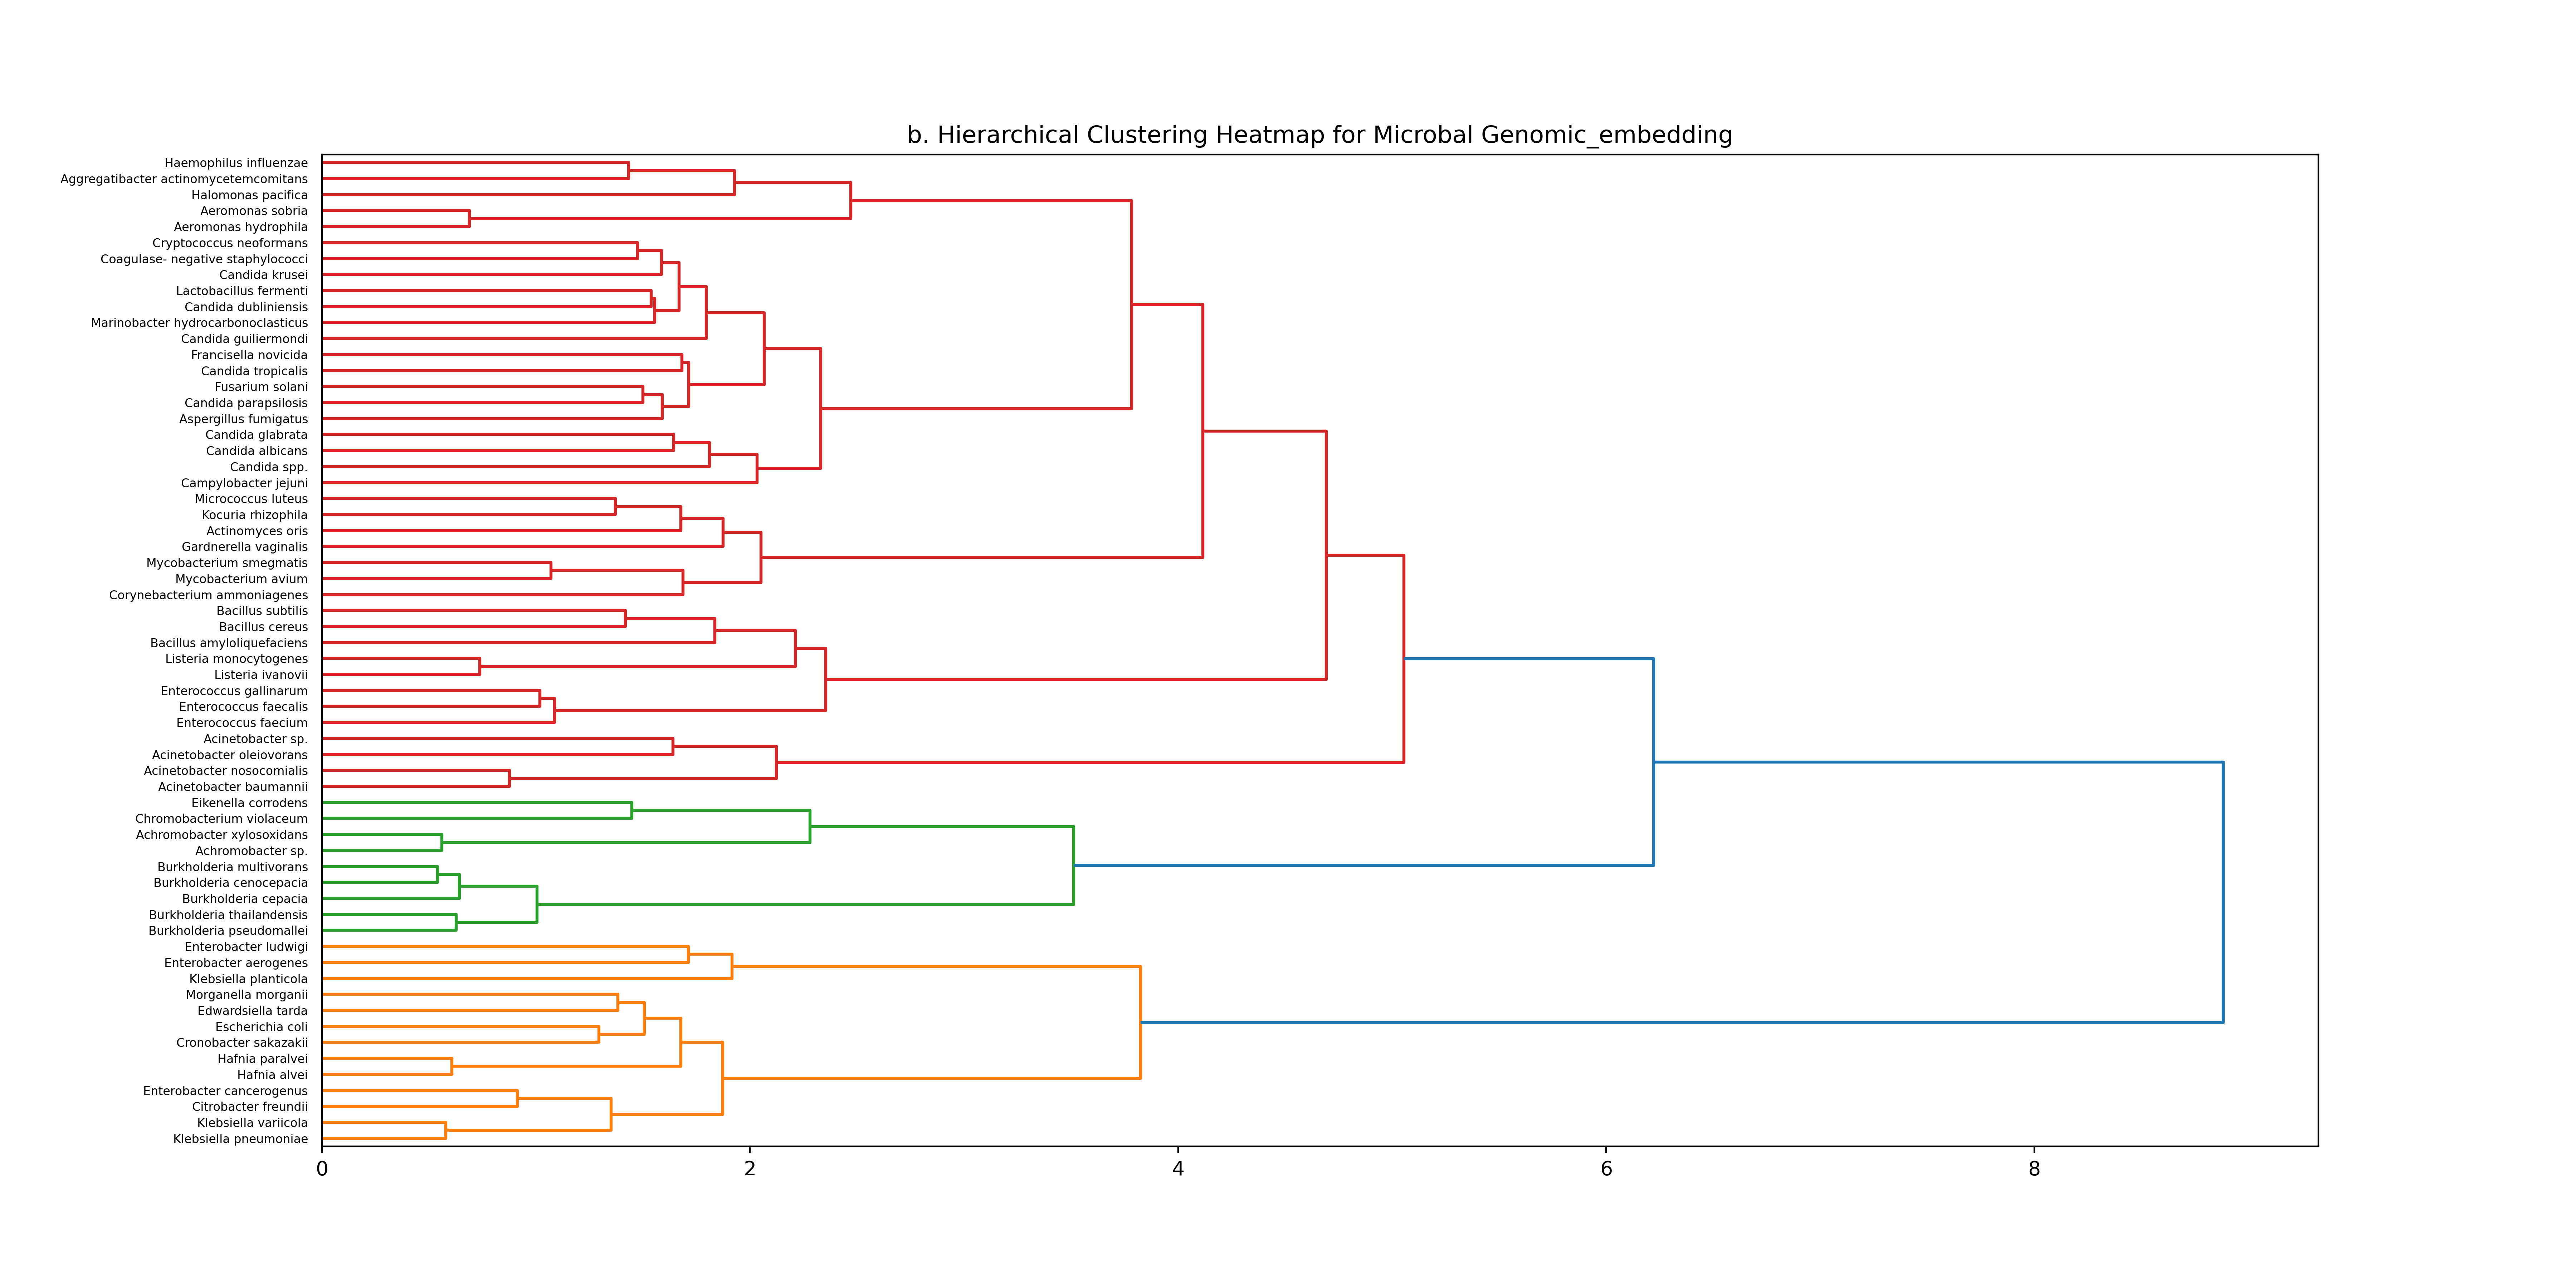 b. Hierarchical Clustering Heatmap for Microbal Genomic_embedding
Haemophilus influenzae
Aggregatibacter actinomycetemcomitans
Halomonas pacifica
Aeromonas sobria
Aeromonas hydrophila
Cryptococcus neoformans
Coagulase- negative staphylococci
Candida krusei
Lactobacillus fermenti
Candida dubliniensis
Marinobacter hydrocarbonoclasticus
Candida guiliermondi
Francisella novicida
Candida tropicalis
Fusarium solani
Candida parapsilosis
Aspergillus fumigatus
Candida glabrata
Candida albicans
Candida spp.
Campylobacter jejuni
Micrococcus luteus
Kocuria rhizophila
Actinomyces oris
Gardnerella vaginalis
Mycobacterium smegmatis
Mycobacterium avium
Corynebacterium ammoniagenes
Bacillus subtilis
Bacillus cereus
Bacillus amyloliquefaciens
Listeria monocytogenes
Listeria ivanovii
Enterococcus gallinarum
Enterococcus faecalis
Enterococcus faecium
Acinetobacter sp.
Acinetobacter oleiovorans
Acinetobacter nosocomialis
Acinetobacter baumannii
Eikenella corrodens
Chromobacterium violaceum
Achromobacter xylosoxidans
Achromobacter sp.
Burkholderia multivorans
Burkholderia cenocepacia
Burkholderia cepacia
Burkholderia thailandensis
Burkholderia pseudomallei
Enterobacter ludwigi
Enterobacter aerogenes
Klebsiella planticola
Morganella morganii
Edwardsiella tarda
Escherichia coli
Cronobacter sakazakii
Hafnia paralvei
Hafnia alvei
Enterobacter cancerogenus
Citrobacter freundii
Klebsiella variicola
Klebsiella pneumoniae
0 2 4 6 8